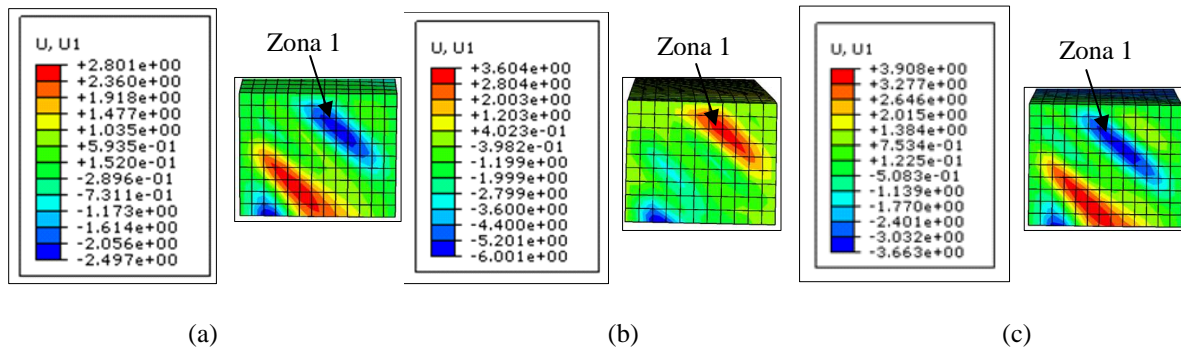 U, U1
+2.801e+00
+2.360e+00
+1.918e+00
+1.477e+00
+1.035e+00
+5.935e-01
+1.520e-01
-2.896e-01
-7.311e-01
-1.173e+00
-1.614e+00
-2.056e+00
-2.497e+00
Zona 1
U, U1
+3.604e+00
+2.804e+00
+2.003e+00
+1.203e+00
+4.023e-01
-3.982e-01
-1.199e+00
-1.999e+00
-2.799e+00
-3.600e+00
-4.400e+00
-5.201e+00
-6.001e+00
Zona 1
U, U1
+3.908e+00
+3.277e+00
+2.646e+00
+2.015e+00
+1.384e+00
+7.534e-01
+1.225e-01
-5.083e-01
-1.139e+00
-1.770e+00
-2.401e+00
-3.032e+00
-3.663e+00
Zona 1
(a)
(b)
(c)